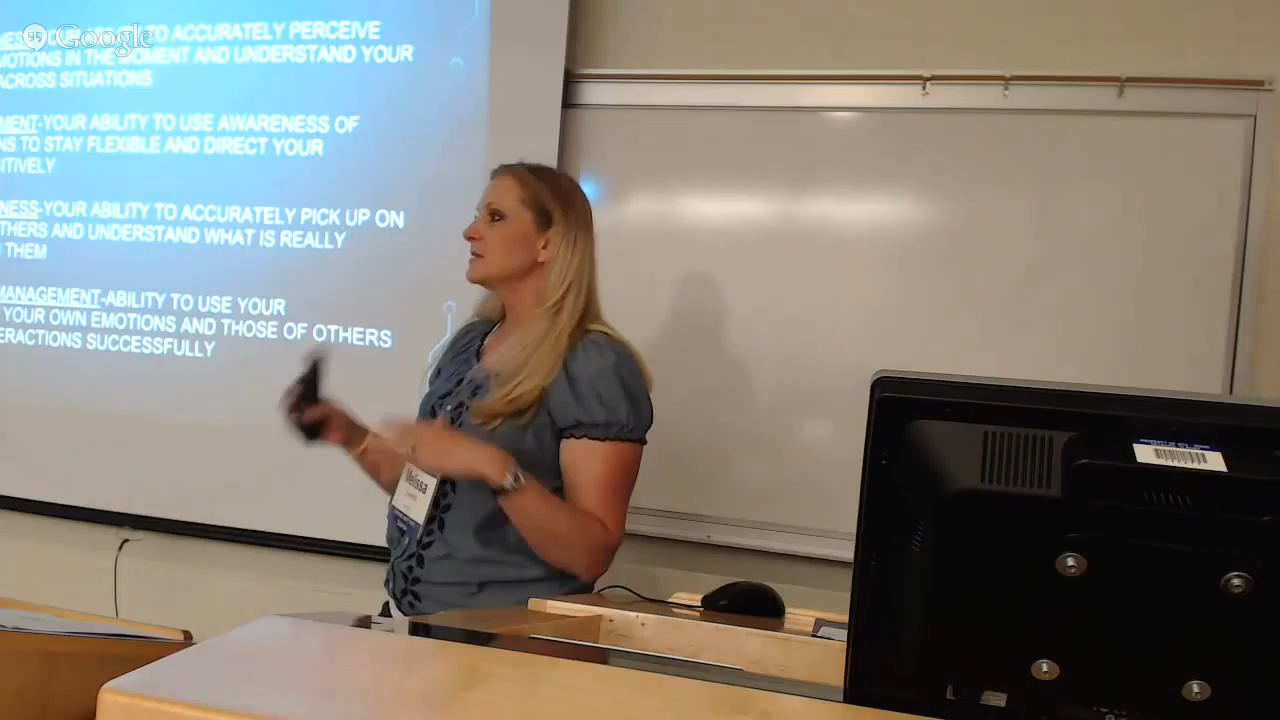 Google
TO ACCURATELY PERCEIVE
MOTIONS IN THE MOMENT AND UNDERSTAND YOUR
ACROSS SITUATIONS
MENT-YOUR ABILITY TO USE AWARENESS OF
NS TO STAY FLEXIBLE AND DIRECT YOUR
ITIVELY
NESS-YOUR ABILITY TO ACCURATELY PICK UP ON
THERS AND UNDERSTAND WHAT IS REALLY
THEM
MANAGEMENT-ABILITY TO USE YOUR
YOUR OWN EMOTIONS AND THOSE OF OTHERS
ERACTIONS SUCCESSFULLY
Melissa